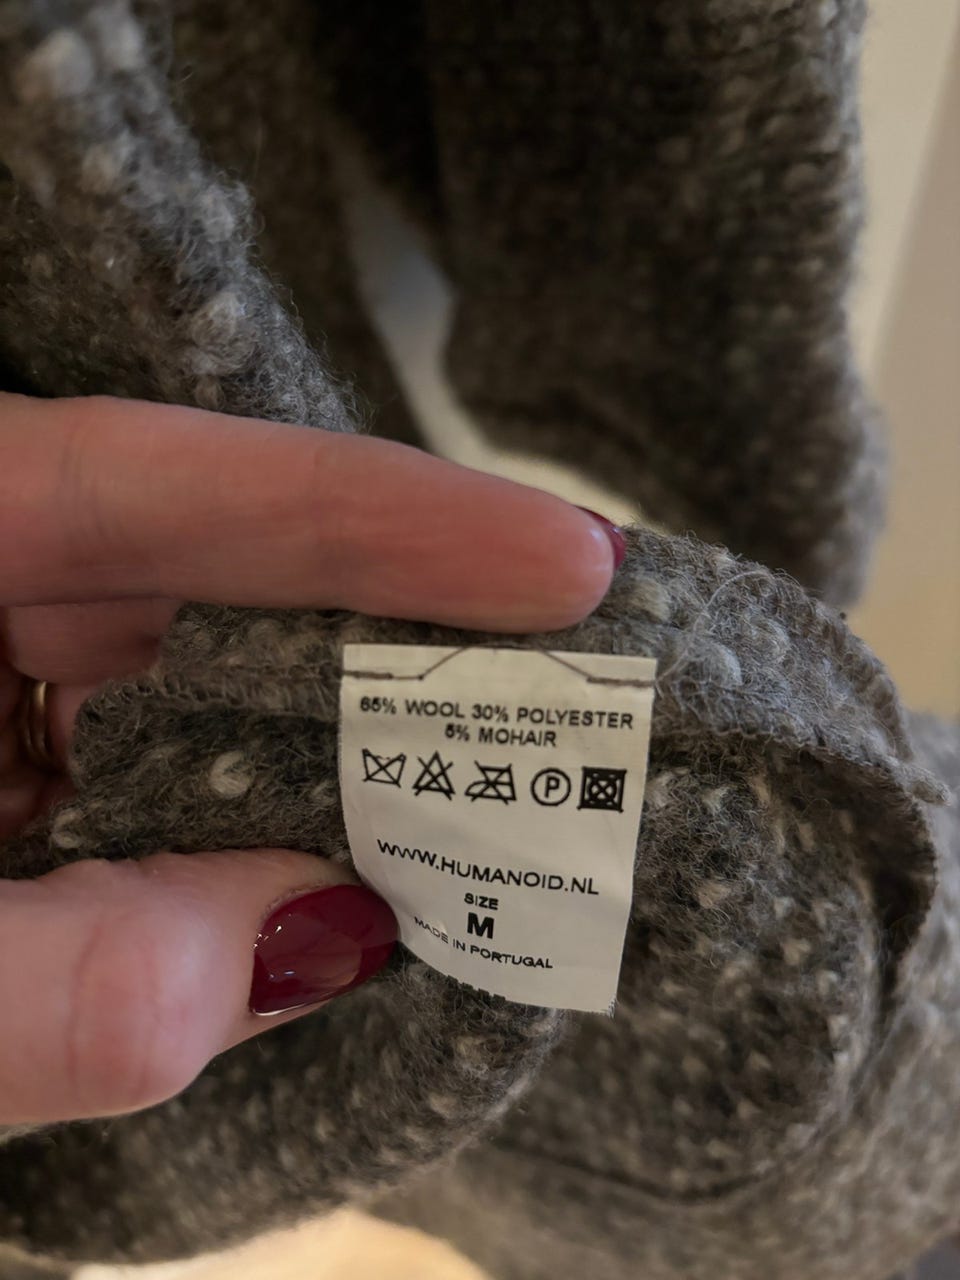 65% WOOL 30% POLYESTER
5% MOHAIR
P
WWW.HUMANOID.NL
SIZE
M
MADE IN PORTUGAL